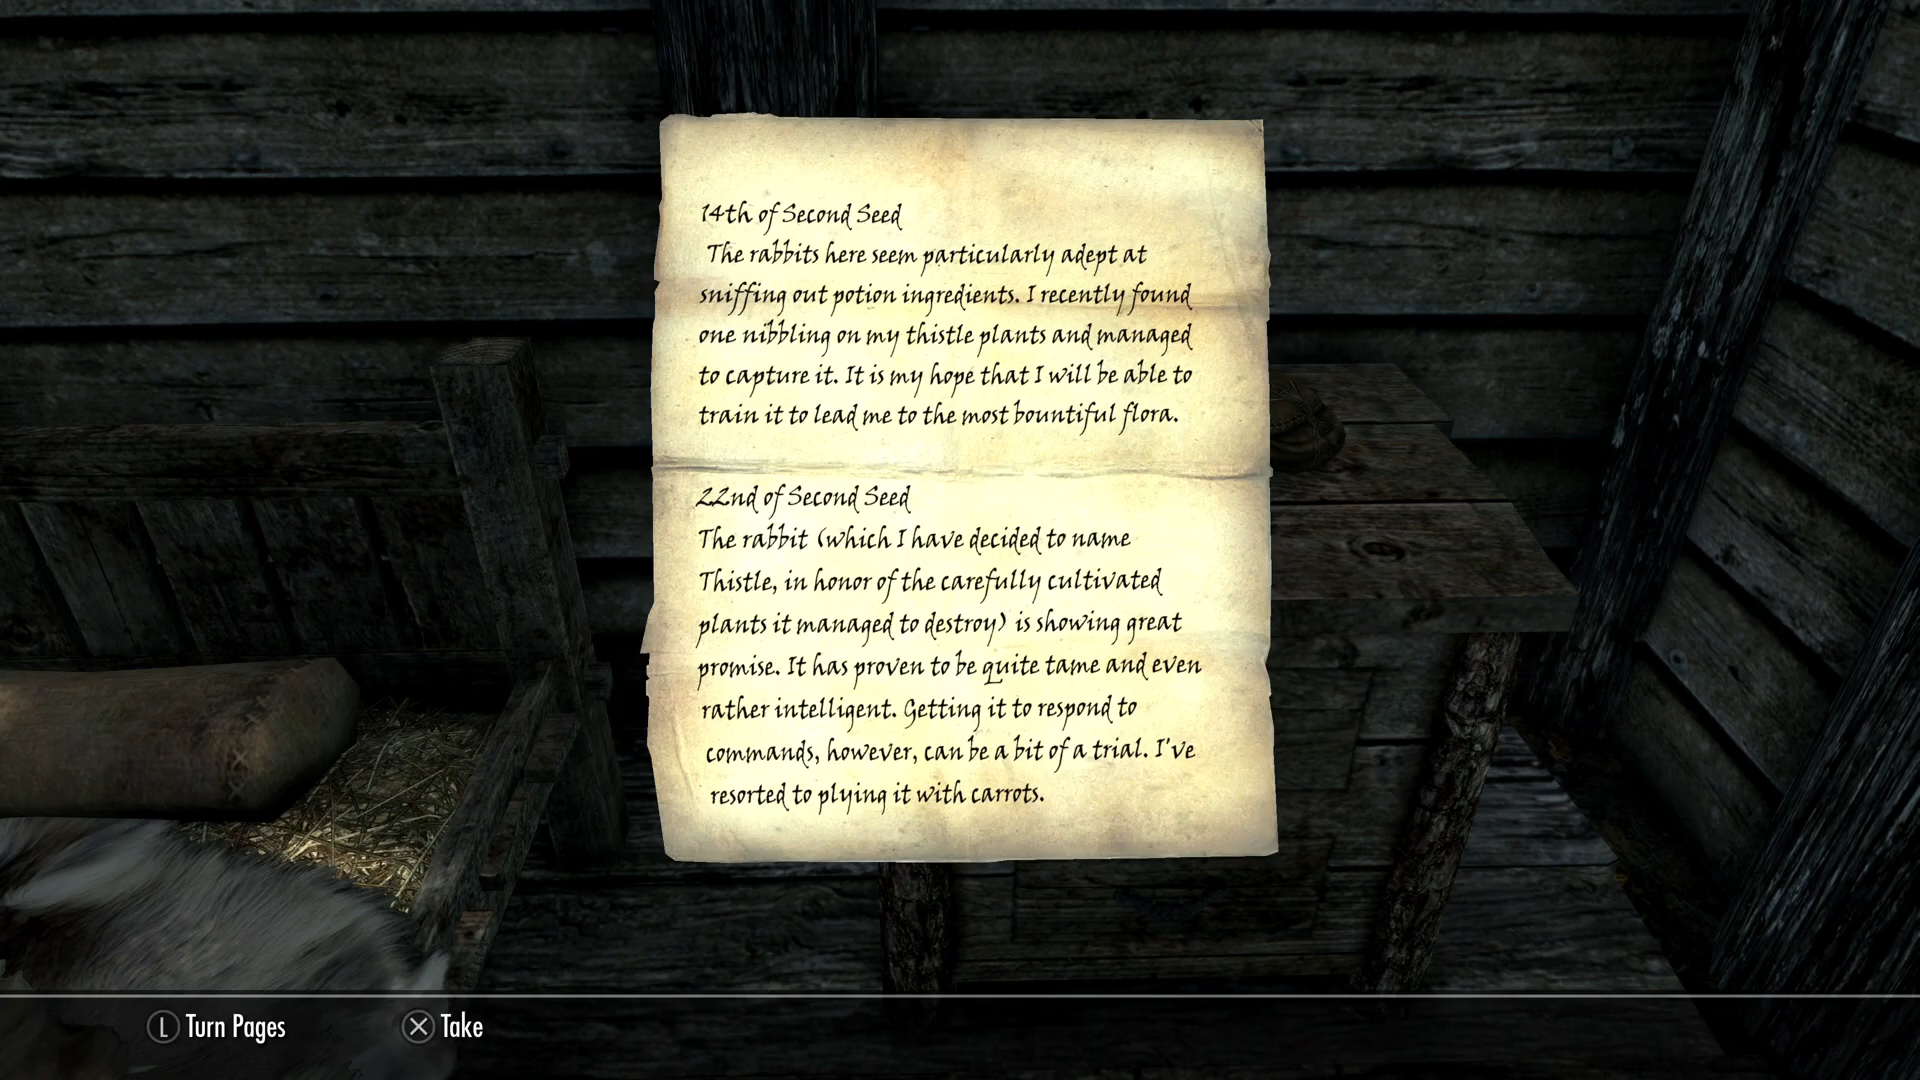 14th of Second Seed
The rabbits here seem particularly adept at
sniffing out potion ingredients. I recently found
one nibbling on my thistle plants and managed
to capture it. It is my hope that I will be able to
train it to lead me to the most bountiful flora.
22nd of Second Seed
The rabbit (which I have decided to name
Thistle, in honor of the carefully cultivated
plants it managed to destroy) is showing great
promise. It has proven to be quite tame and even
rather intelligent. Getting it to respond to
commands, however, can be a bit of a trial. I've
resorted to plying it with carrots.
L Turn Pages
X Take